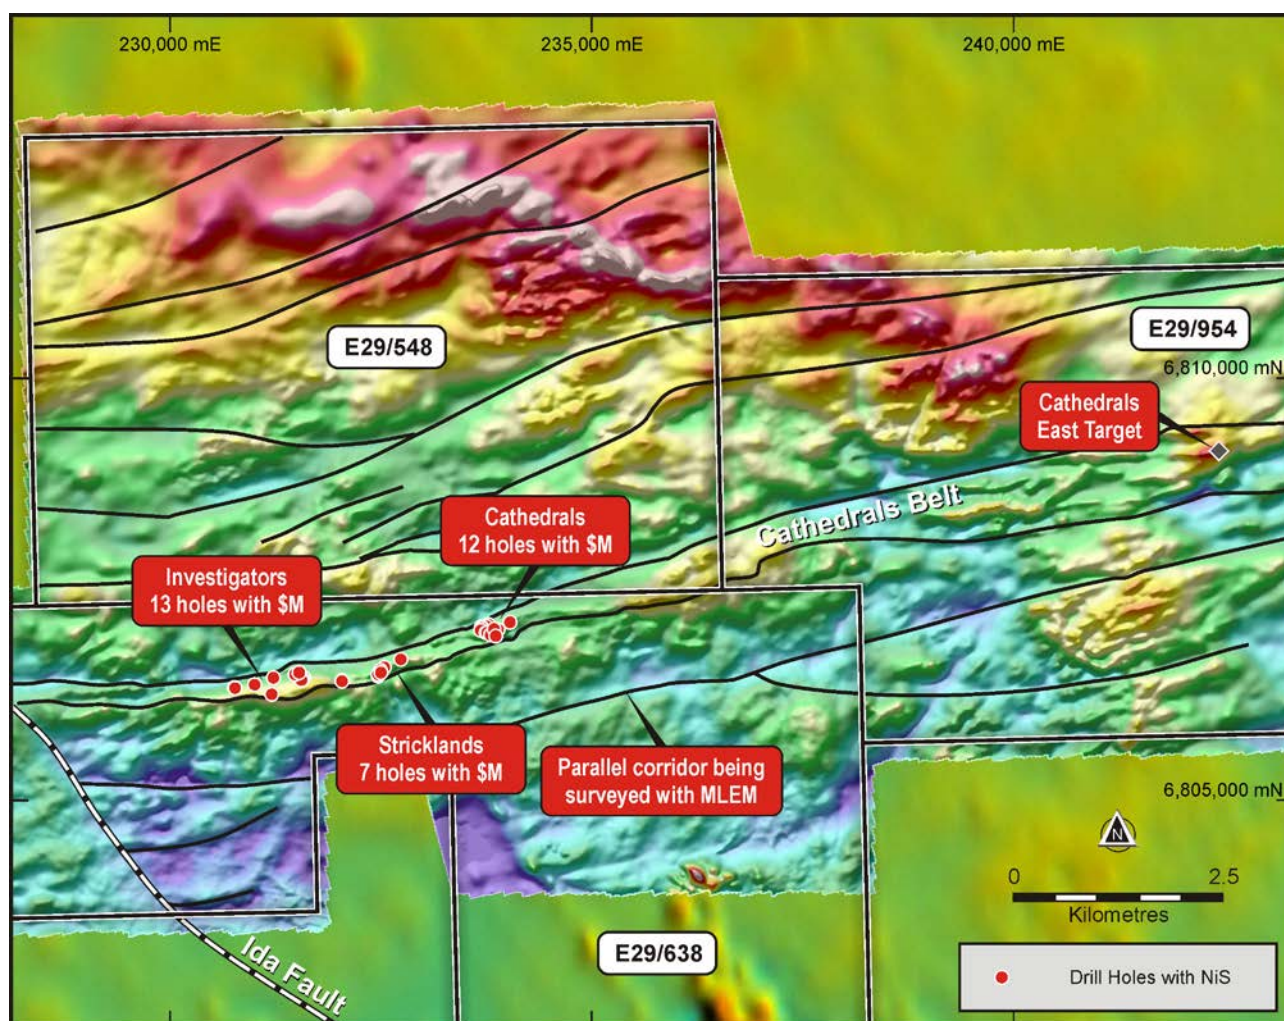 230,000 mE
235,000 mE
240,000 mE
E29/548
E29/954
6,810,000 mN
Cathedrals
East Target
Cathedrals Belt
Cathedrals
12 holes with $M
Investigators
13 holes with $M
Stricklands
7 holes with $M
Parallel corridor being
surveyed with MLEM
6,805,000 mN
N
0 2.5
Kilometres
Ida Fault
E29/638
Drill Holes with NiS